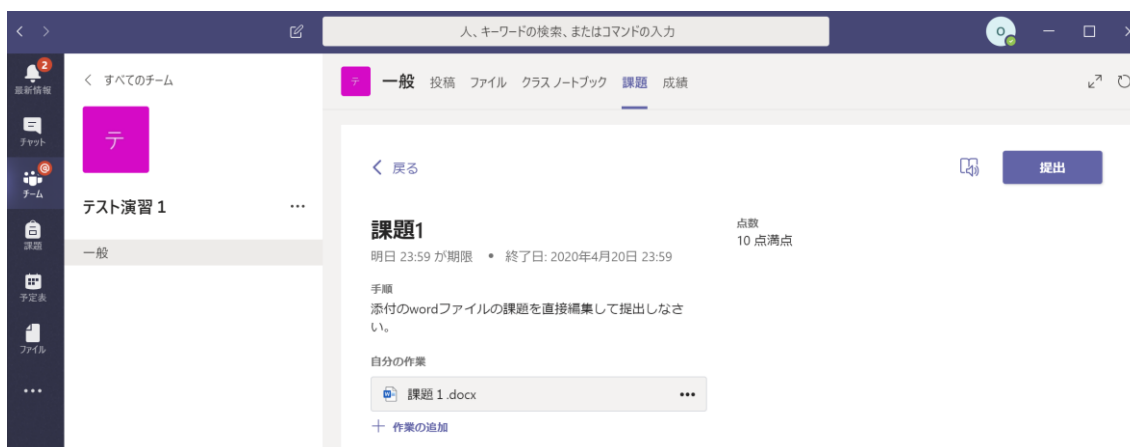 人、キーワードの検索、またはコマンドの入力
O
2
最新情報
チャット
チーム
課題
予定表
ファイル
すべてのチーム
テ
テスト演習 1
一般
テ 一般 投稿 ファイル クラス ノートブック 課題 成績
戻る
提出
課題1
明日 23:59 が期限 • 終了日: 2020年4月20日 23:59
点数
10 点満点
手順
添付のwordファイルの課題を直接編集して提出しなさ
い。
自分の作業
課題 1 .docx
作業の追加